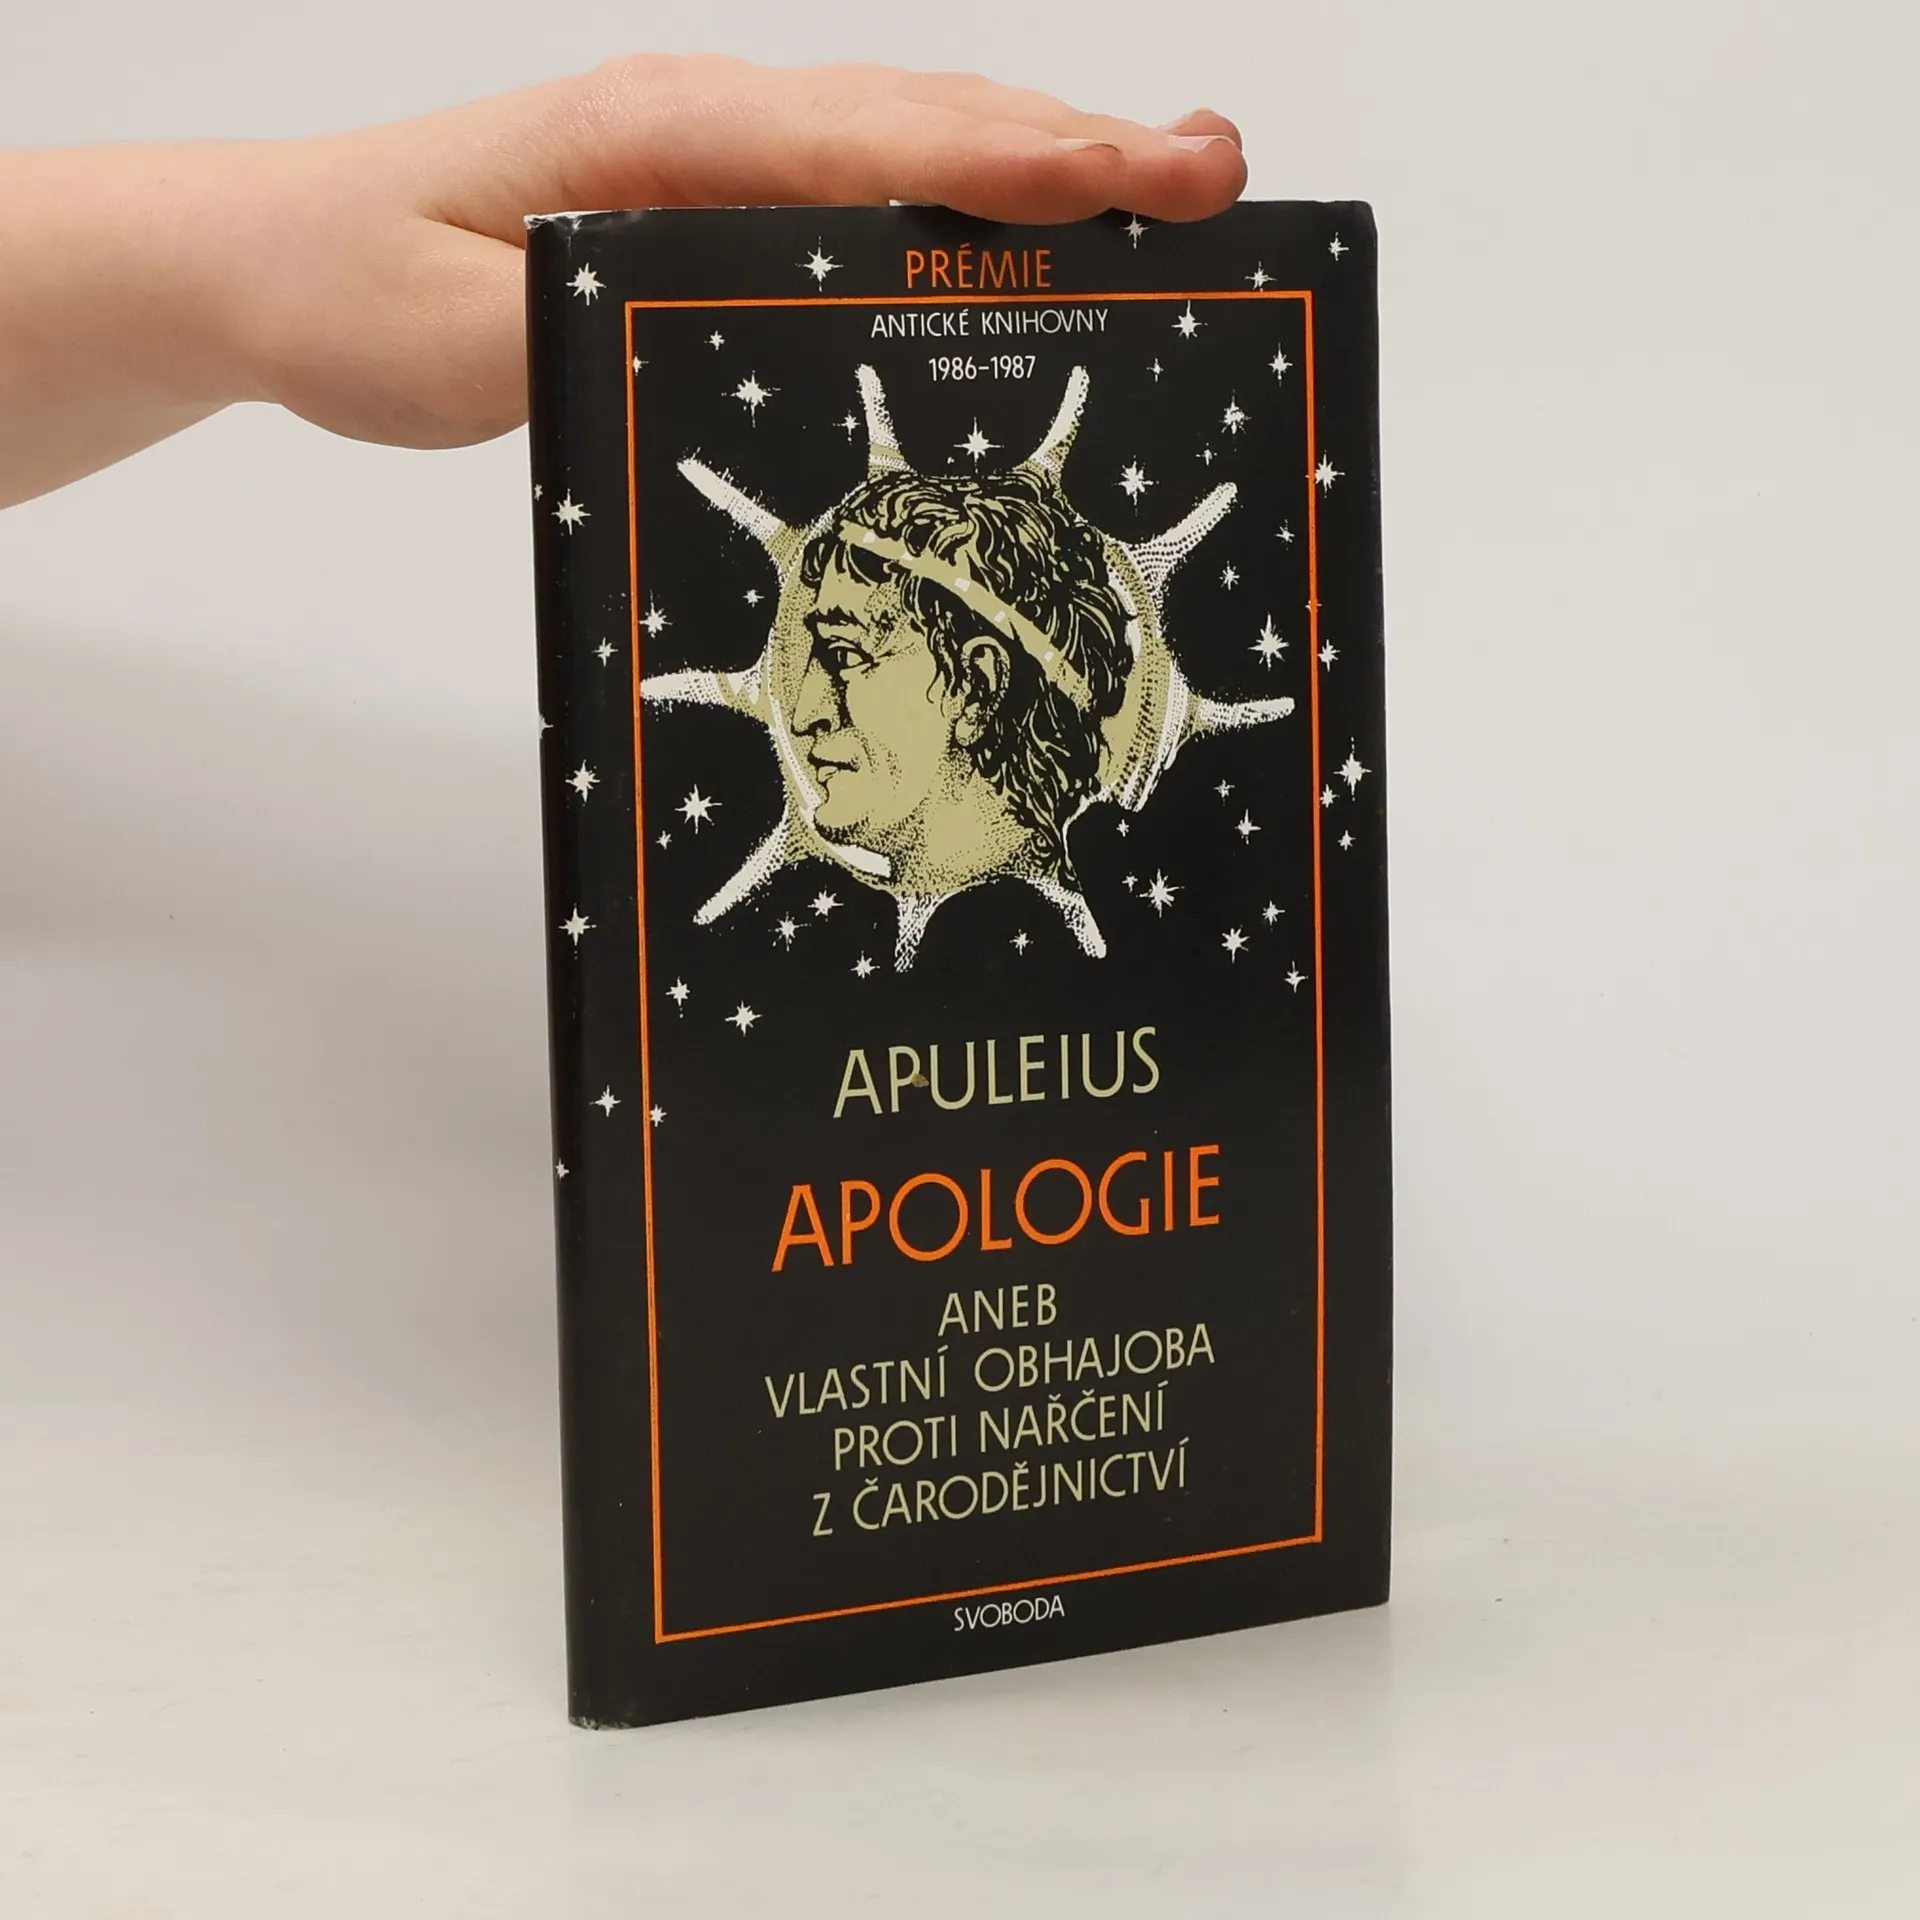 PRÉMIE
ANTICKÉ KNIHOVNY
1986-1987
APULEIUS
APOLOGIE
ANEB
VLASTNÍ OBHAJOBA
PROTI NAŘČENÍ
Z ČARODĚJNICTVÍ
SVOBODA